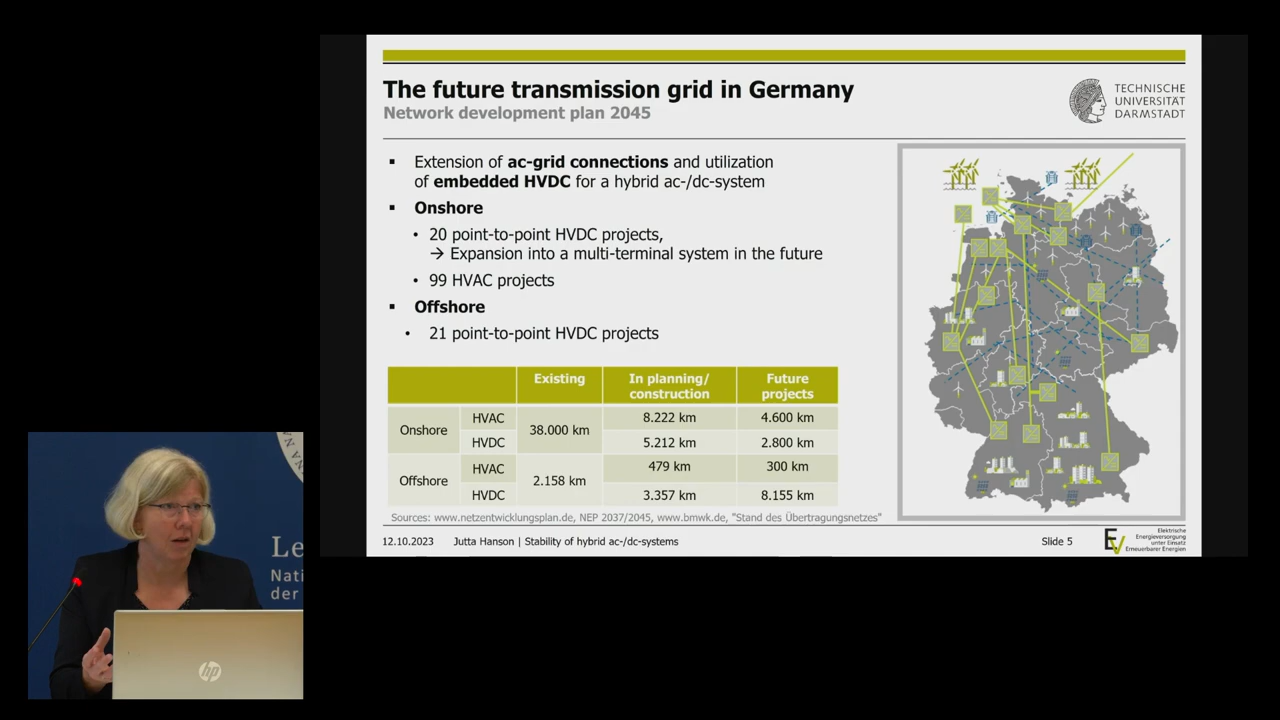 The future transmission grid in Germany
Network development plan 2045
TECHNISCHE
UNIVERSITÄT
DARMSTADT
▪ Extension of ac-grid connections and utilization
of embedded HVDC for a hybrid ac-/dc-system
▪ Onshore
• 20 point-to-point HVDC projects,
→ Expansion into a multi-terminal system in the future
• 99 HVAC projects
▪ Offshore
• 21 point-to-point HVDC projects
Existing
In planning/
construction
Future
projects
Onshore
HVAC
38.000 km
8.222 km
4.600 km
HVDC
5.212 km
2.800 km
Offshore
HVAC
2.158 km
479 km
300 km
HVDC
3.357 km
8.155 km
Sources: www.netzentwicklungsplan.de, NEP 2037/2045, www.bmwk.de, "Stand des Übertragungsnetzes"
12.10.2023 Jutta Hanson | Stability of hybrid ac-/dc-systems
Slide 5
Elektrische
Energieversorgung
unter Einsatz
Erneuerbarer Energien
Le
Nati
der
hp